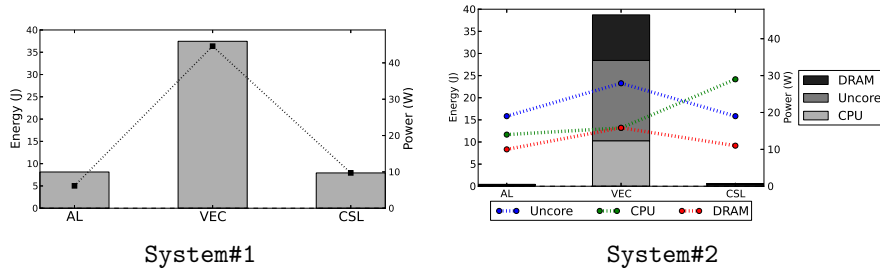 40
35
30
25
20
15
10
5
0
Energy (J)
AL
VEC
CSL
40
30
20
10
0
Power (W)
System#1
40
35
30
25
20
15
10
5
0
Energy (J)
AL
VEC
CSL
40
30
20
10
0
Power (W)
DRAM
Uncore
CPU
Uncore CPU DRAM
System#2